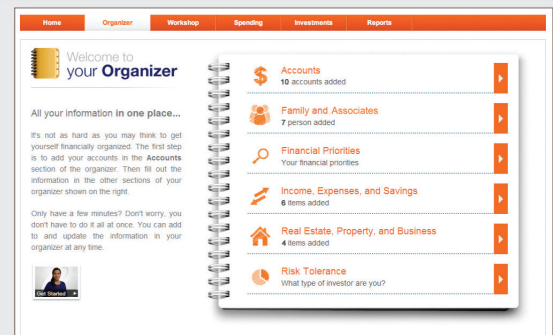 Home Organizer Workshop Spending Investments Reports
Welcome to
your Organizer
All your information in one place...
It's not as hard as you may think to get
yourself financially organized. The first step
is to add your accounts in the Accounts
section of the organizer. Then fill out the
information in the other sections of your
organizer shown on the right.
Only have a few minutes? Don't worry, you
don't have to do it all at once. You can add
to and update the information in your
organizer at any time.
Get Started
Accounts
10 accounts added
Family and Associates
7 person added
Financial Priorities
Your financial priorities
Income, Expenses, and Savings
6 items added
Real Estate, Property, and Business
4 items added
Risk Tolerance
What type of investor are you?